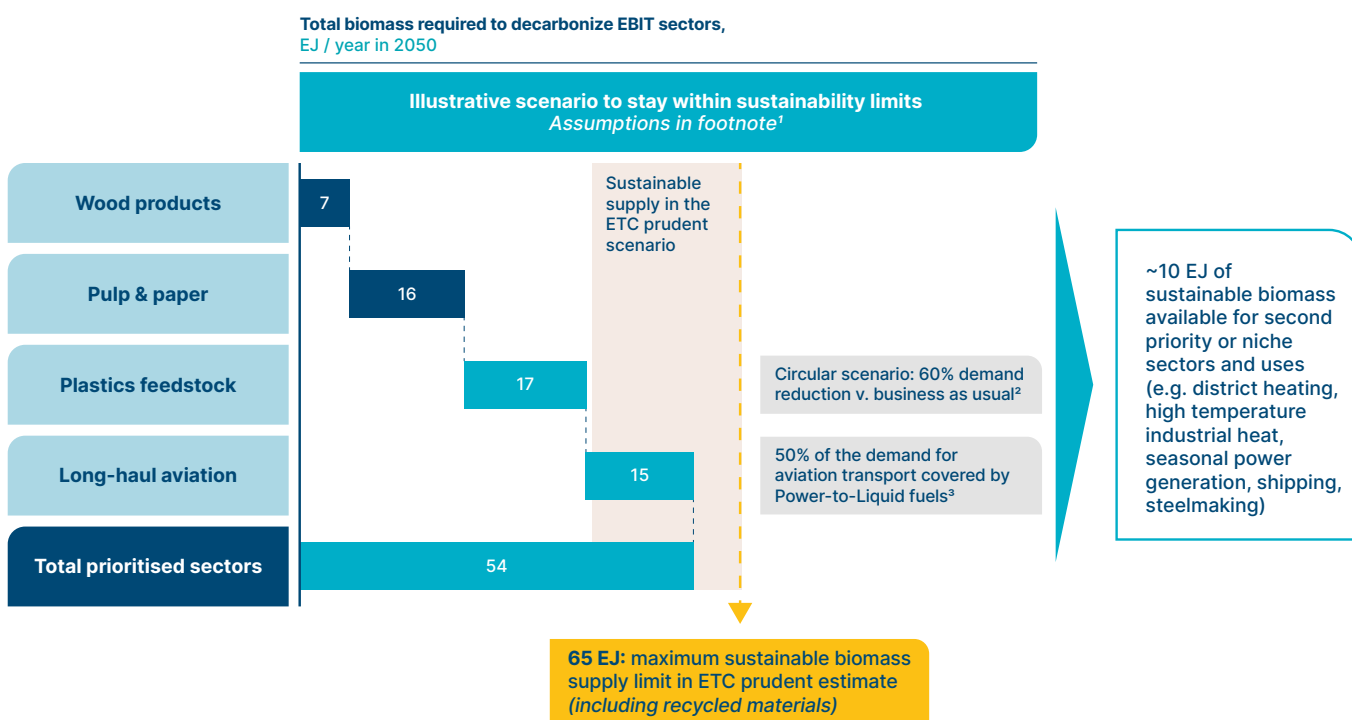 Total biomass required to decarbonize EBIT sectors,
EJ / year in 2050
Illustrative scenario to stay within sustainability limits
Assumptions in footnote¹
Wood products
7
Sustainable
supply in the
ETC prudent
scenario
Pulp & paper
16
Plastics feedstock
17
Circular scenario: 60% demand
reduction v. business as usual²
Long-haul aviation
15
50% of the demand for
aviation transport covered by
Power-to-Liquid fuels³
Total prioritised sectors
54
~10 EJ of
sustainable biomass
available for second
priority or niche
sectors and uses
(e.g. district heating,
high temperature
industrial heat,
seasonal power
generation, shipping,
steelmaking)
65 EJ: maximum sustainable biomass
supply limit in ETC prudent estimate
(including recycled materials)